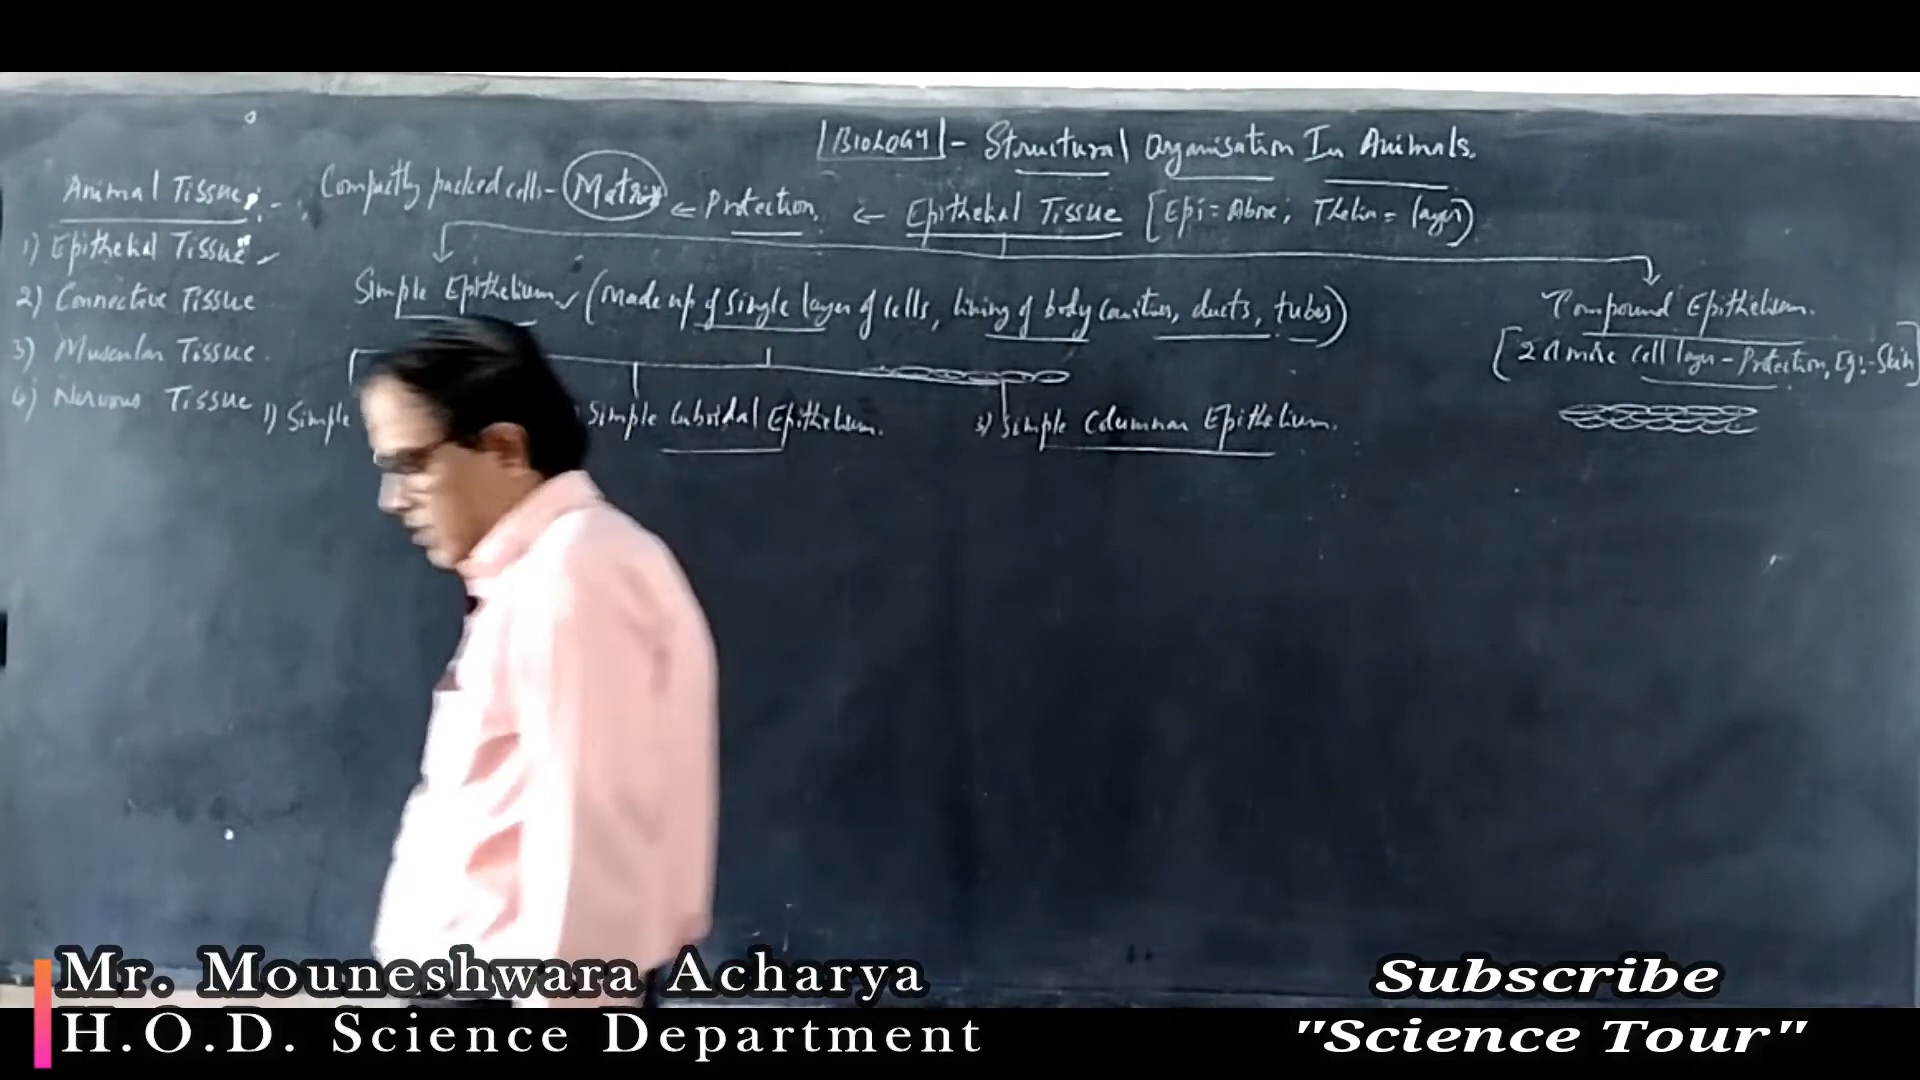 BIOLOGY - Structural Organisation In Animals.
Animal Tissue :-
Compactly packed cells - Matrix ← Protection, ← Epithelial Tissue [Epi = Above; = layer)
1) Epithelial Tissue
2) Connective Tissue
3) Muscular Tissue.
4) Nervous Tissue
Simple Epithelium (Made up of single layer of cells, lining of body cavities, ducts, tubes)
Compound Epithelium.
[2 or more cell layer - Protection, Eg:- Skin]
1) Simple
Simple Cuboidal Epithelium.
3) Simple Columnar Epithelium.
Mr. Mouneshwara Acharya
H.O.D. Science Department
Subscribe
"Science Tour"